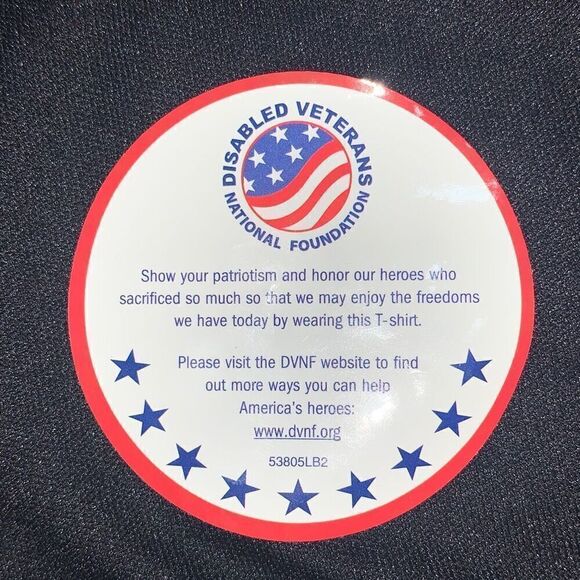 DISABLED VETERANS
NATIONAL FOUNDATION
Show your patriotism and honor our heroes who
sacrificed so much so that we may enjoy the freedoms
we have today by wearing this T-shirt.
Please visit the DVNF website to find
out more ways you can help
America's heroes:
www.dvnf.org
53805LB2